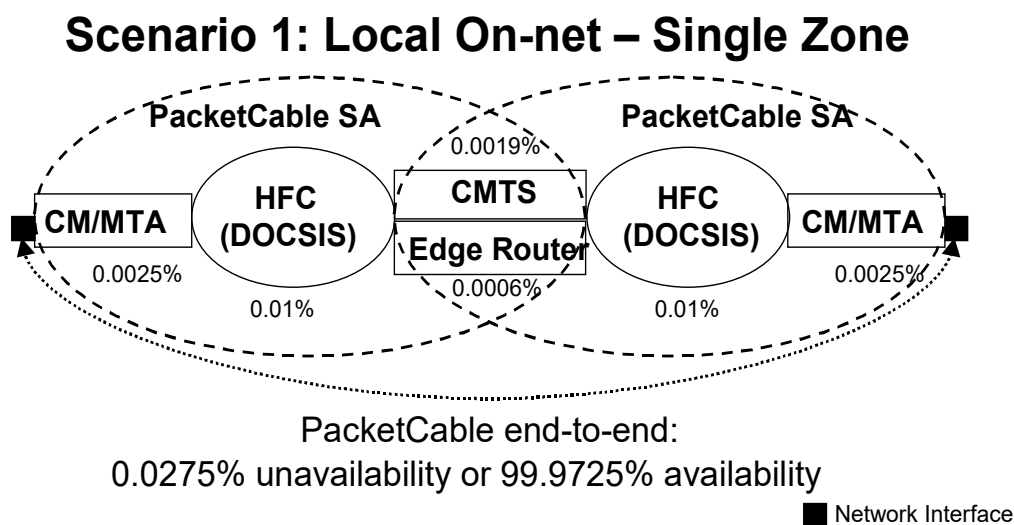 Scenario 1: Local On-net – Single Zone
PacketCable SA
PacketCable SA
0.0019%
CM/MTA
HFC
(DOCSIS)
CMTS
Edge Router
HFC
(DOCSIS)
CM/MTA
0.0025%
0.01%
0.0006%
0.01%
0.0025%
PacketCable end-to-end:
0.0275% unavailability or 99.9725% availability
Network Interface